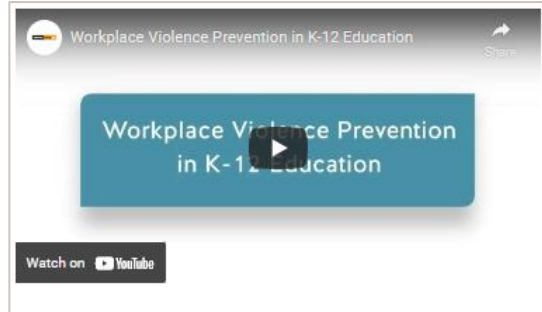 Workplace Violence Prevention in K-12 Education
Share
Workplace Violence Prevention
in K-12 Education
Watch on YouTube